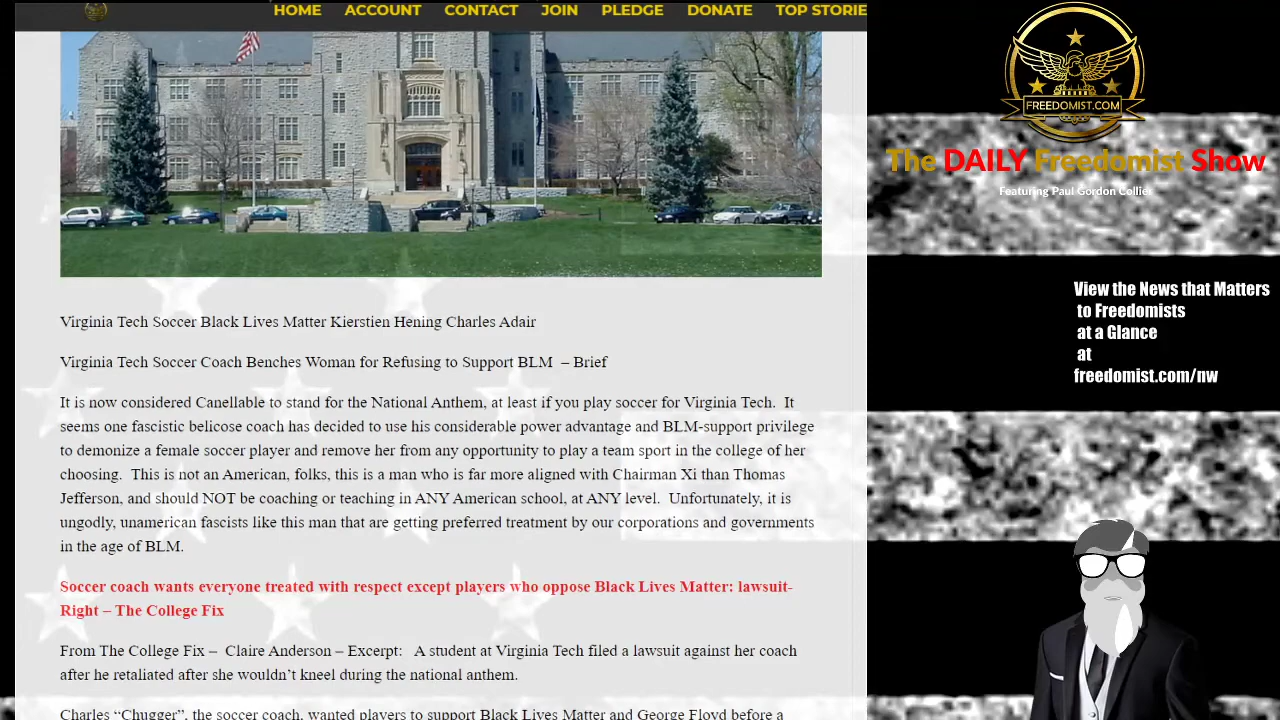 HOME ACCOUNT CONTACT JOIN PLEDGE DONATE TOP STORIE
FREEDOMIST.COM
The DAILY Freedomist Show
Featuring Paul Gordon Collier
View the News that Matters
to Freedomists
at a Glance
at
freedomist.com/nw
Virginia Tech Soccer Black Lives Matter Kierstien Hening Charles Adair
Virginia Tech Soccer Coach Benches Woman for Refusing to Support BLM – Brief
It is now considered Canellable to stand for the National Anthem, at least if you play soccer for Virginia Tech. It
seems one fascistic belicose coach has decided to use his considerable power advantage and BLM-support privilege
to demonize a female soccer player and remove her from any opportunity to play a team sport in the college of her
choosing. This is not an American, folks, this is a man who is far more aligned with Chairman Xi than Thomas
Jefferson, and should NOT be coaching or teaching in ANY American school, at ANY level. Unfortunately, it is
ungodly, unamerican fascists like this man that are getting preferred treatment by our corporations and governments
in the age of BLM.
Soccer coach wants everyone treated with respect except players who oppose Black Lives Matter: lawsuit-
Right – The College Fix
From The College Fix – Claire Anderson – Excerpt: A student at Virginia Tech filed a lawsuit against her coach
after he retaliated after she wouldn't kneel during the national anthem.
Charles “Chugger”, the soccer coach, wanted players to support Black Lives Matter and George Floyd before a